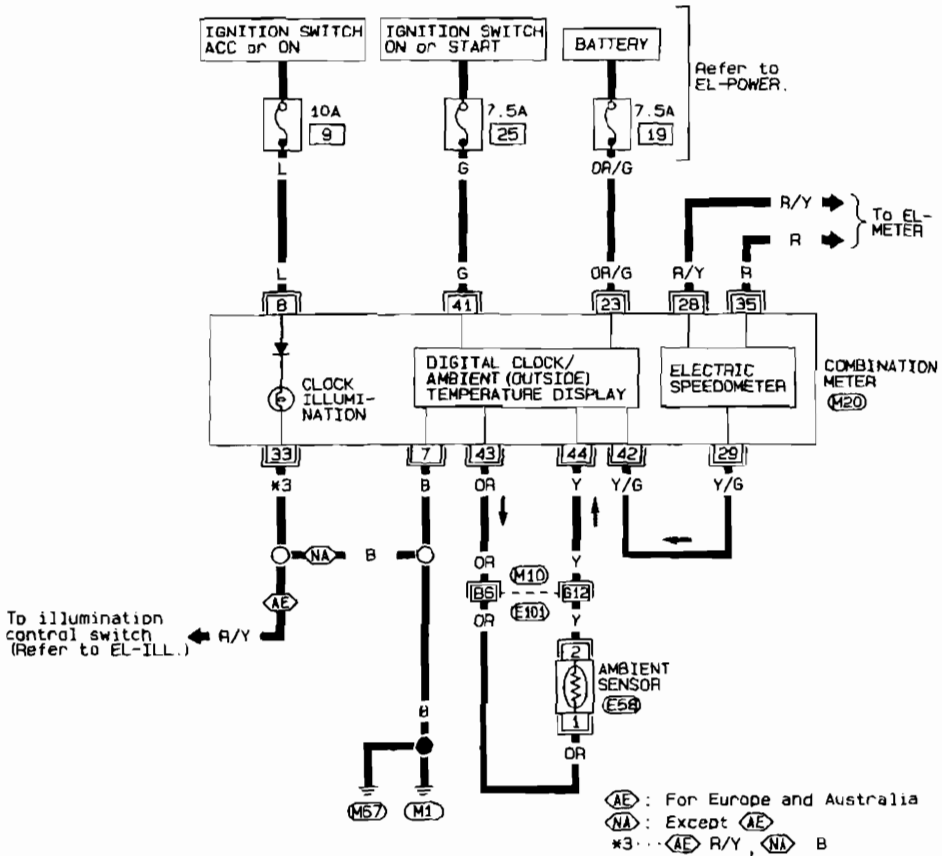 IGNITION SWITCH
ACC or ON
IGNITION SWITCH
ON or START
BATTERY
Refer to
EL-POWER.
10A
9
7.5A
25
7.5A
19
L
G
OR/G
R/Y
To EL-
METER
R
L
G
OR/G
R/Y
R
8
41
23
28
35
CLOCK
ILLUMI-
NATION
DIGITAL CLOCK/
AMBIENT (OUTSIDE)
TEMPERATURE DISPLAY
ELECTRIC
SPEEDOMETER
COMBINATION
METER
M20
33
7
43
44
42
29
*3
B
OR
Y
Y/G
Y/G
NA
B
OR
Y
M10
B6
G12
E101
AE
OR
Y
To illumination
control switch
(Refer to EL-ILL.)
R/Y
2
AMBIENT
SENSOR
E58
1
B
OR
M67
M1
AE : For Europe and Australia
NA : Except AE
*3··· AE R/Y , NA B